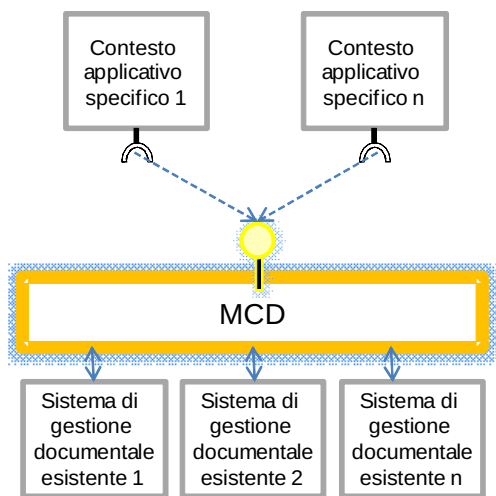 Contesto
applicativo
specifico 1
Contesto
applicativo
specifico n
MCD
Sistema di
gestione
documentale
esistente 1
Sistema di
gestione
documentale
esistente 2
Sistema di
gestione
documentale
esistente n